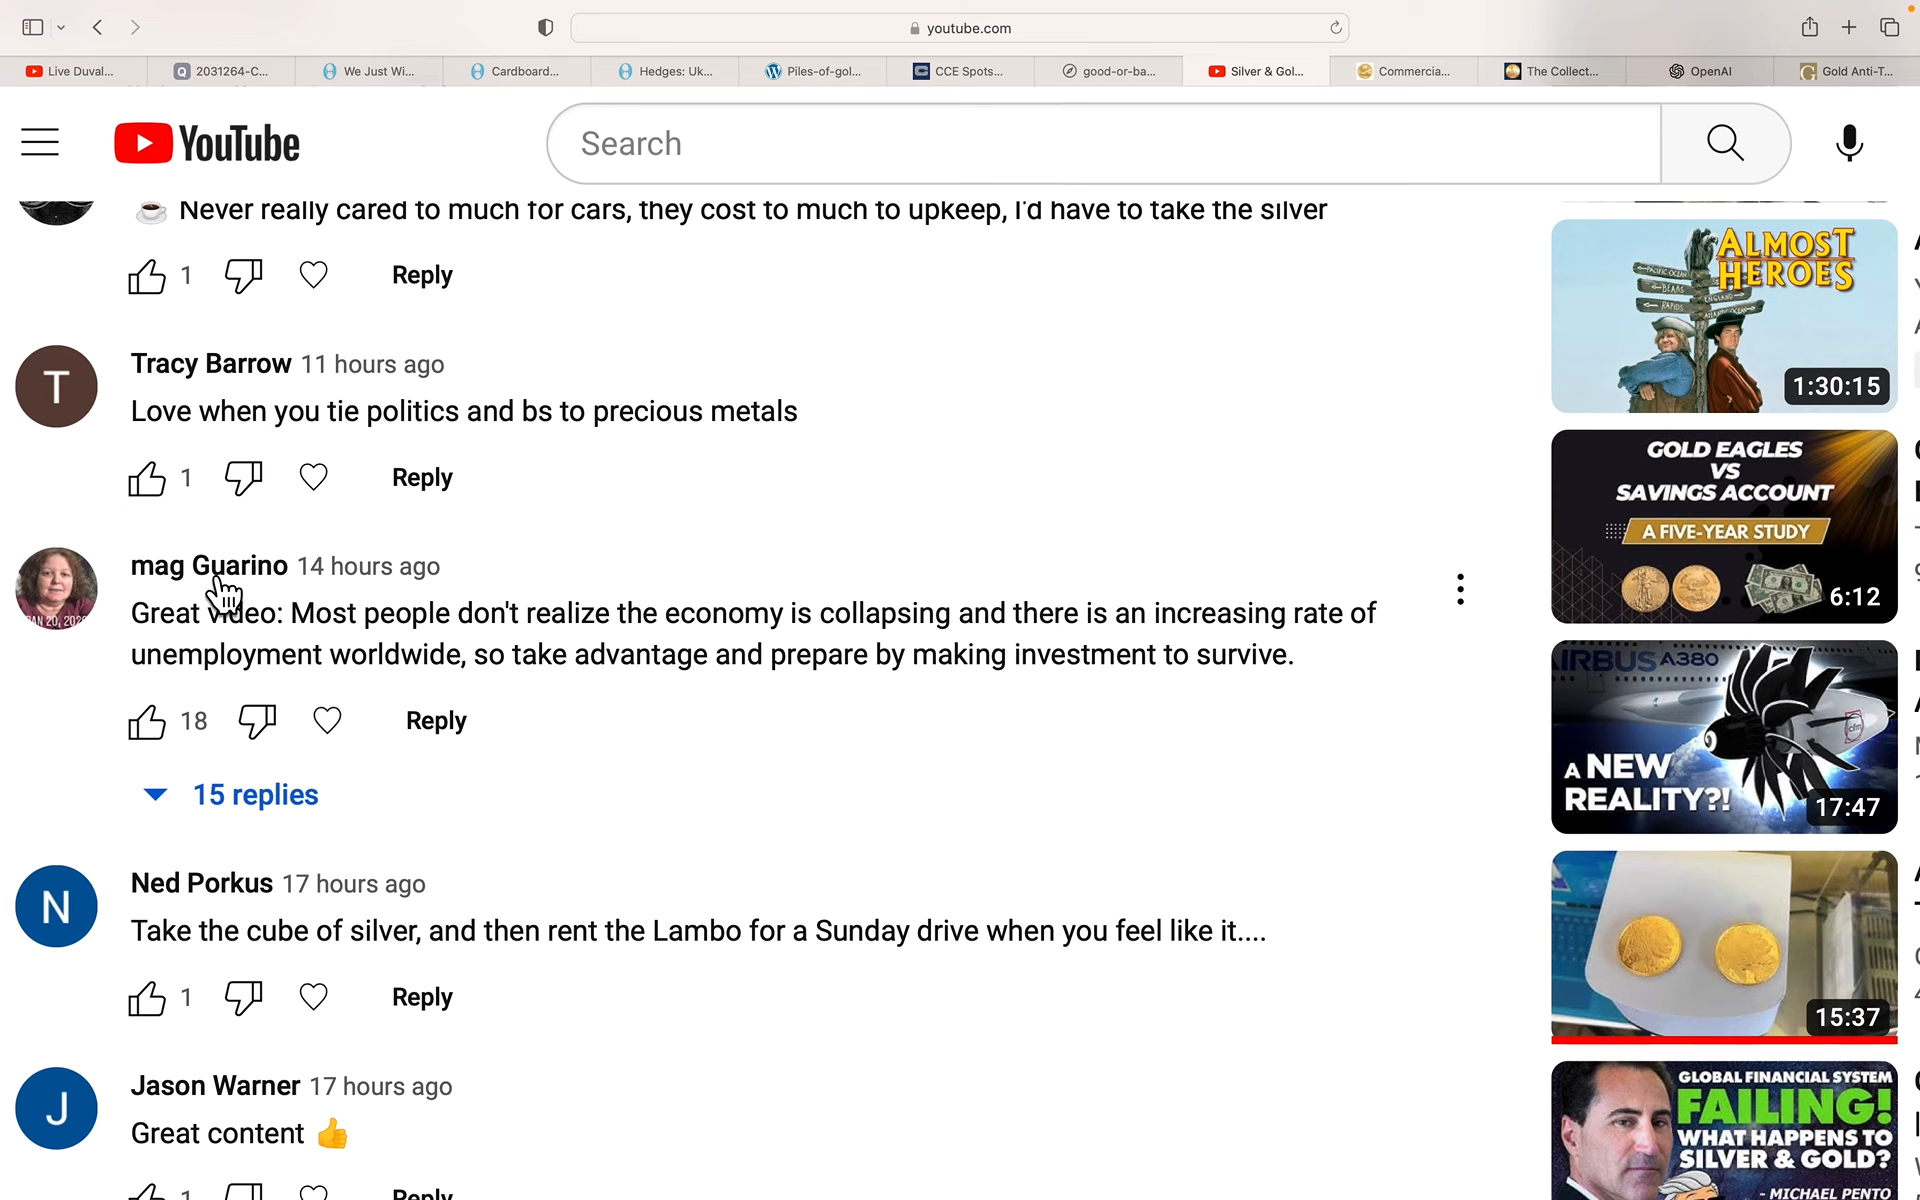 youtube.com
Live Duval...
2031264-C...
We Just Wi...
Cardboard...
Hedges: Uk...
Piles-of-gol...
CCE Spots...
good-or-ba...
Silver & Gol...
Commercia...
The Collect...
OpenAI
Gold Anti-T...
YouTube
Search
Never really cared to much for cars, they cost to much to upkeep, I'd have to take the silver
1
Reply
T
Tracy Barrow 11 hours ago
Love when you tie politics and bs to precious metals
1
Reply
mag Guarino 14 hours ago
Great video: Most people don't realize the economy is collapsing and there is an increasing rate of
unemployment worldwide, so take advantage and prepare by making investment to survive.
18
Reply
15 replies
N
Ned Porkus 17 hours ago
Take the cube of silver, and then rent the Lambo for a Sunday drive when you feel like it....
1
Reply
J
Jason Warner 17 hours ago
Great content 👍
1
Reply
ALMOST
HEROES
PACIFIC OCEAN
BEARS
ENGLAND
RAPIDS
1:30:15
GOLD EAGLES
VS
SAVINGS ACCOUNT
A FIVE-YEAR STUDY
6:12
AIRBUS A380
cfm
A NEW
REALITY?!
17:47
15:37
GLOBAL FINANCIAL SYSTEM
FAILING!
WHAT HAPPENS TO
SILVER & GOLD?
- MICHAEL PENTO